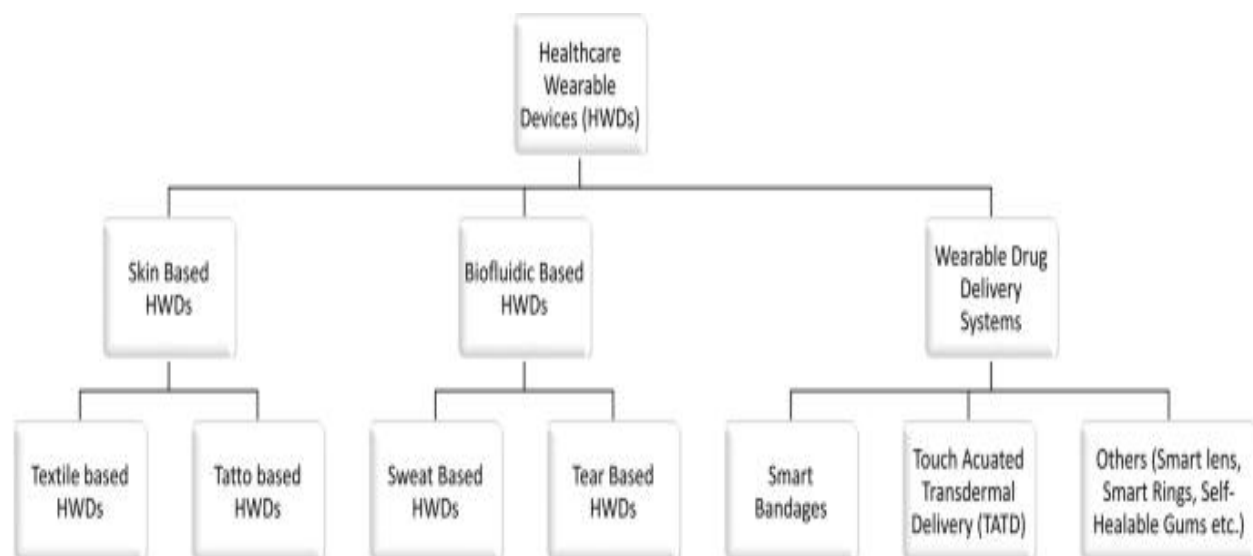 Healthcare
Wearable
Devices (HWDs)
Skin Based
HWDs
Biofluidic Based
HWDs
Wearable Drug
Delivery
Systems
Textile based
HWDs
Tatto based
HWDs
Sweat Based
HWDs
Tear Based
HWDs
Smart
Bandages
Touch Acuated
Transdermal
Delivery (TATD)
Others (Smart lens,
Smart Rings, Self-
Healable Gums etc.)